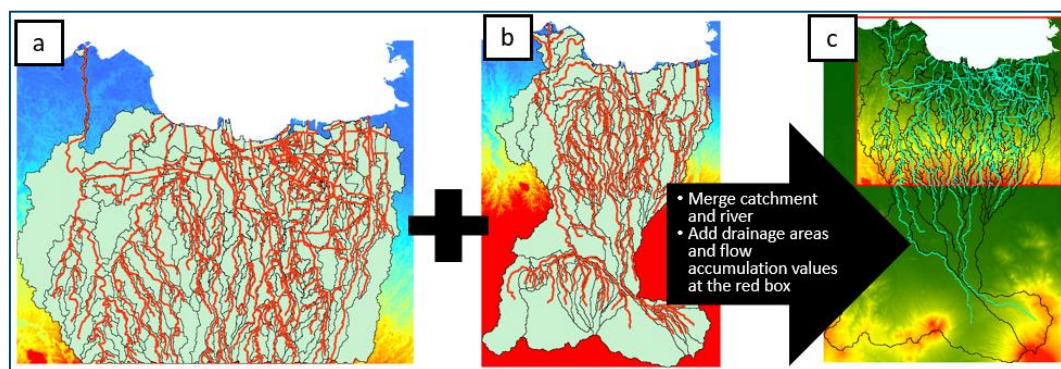 a
b
c
• Merge catchment
and river
• Add drainage areas
and flow
accumulation values
at the red box